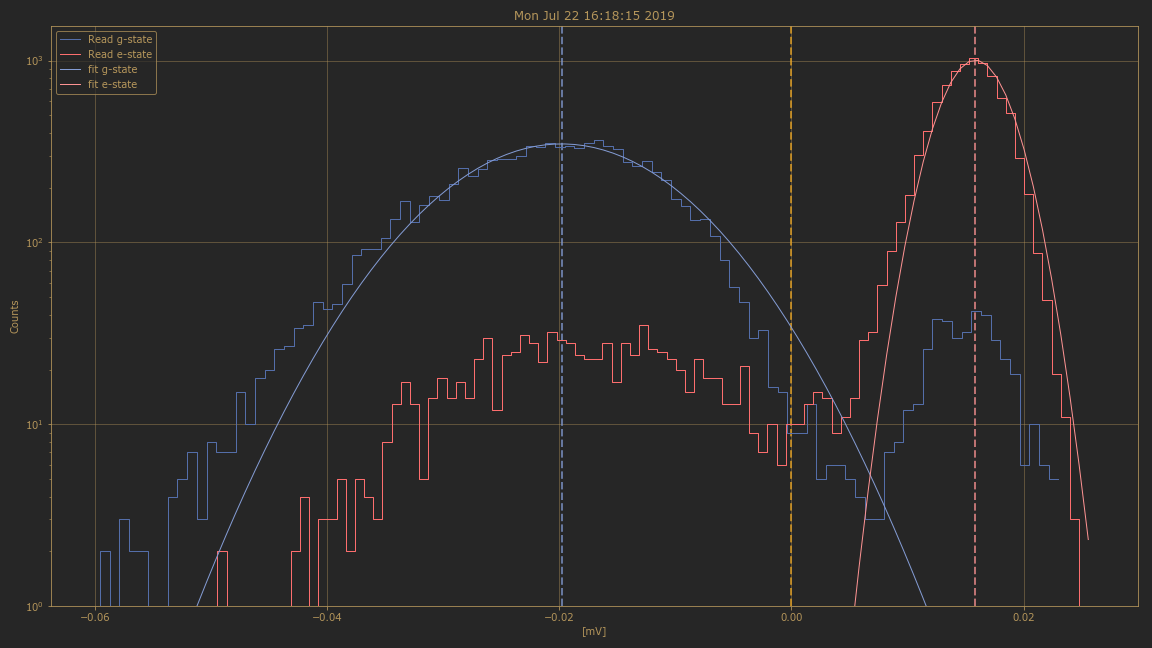 Mon Jul 22 16:18:15 2019
Read g-state
Read e-state
fit g-state
fit e-state
Counts
10³
10²
10¹
10⁰
−0.06 −0.04 −0.02 0.00 0.02
[mV]